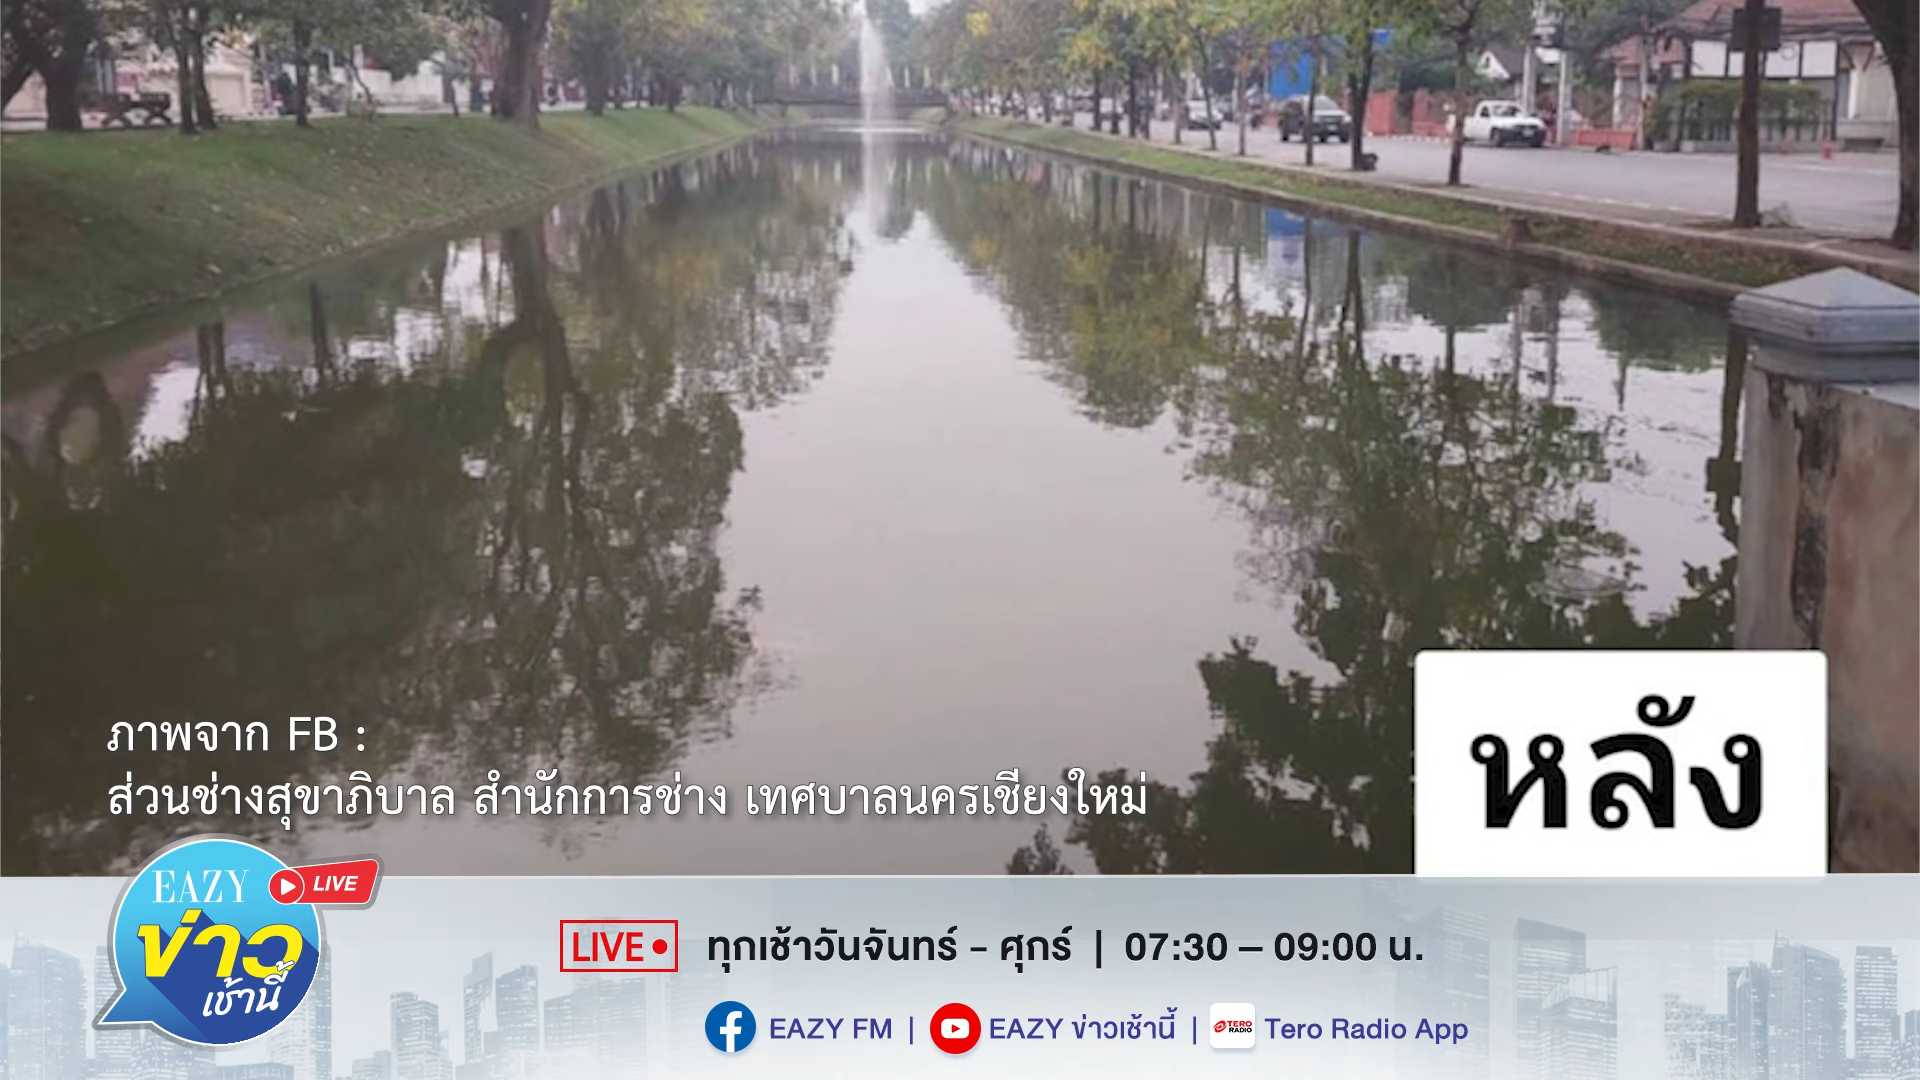 ภาพจาก FB :
ส่วนช่างสุขาภิบาล สำนักการช่าง เทศบาลนครเชียงใหม่
หลัง
EAZY LIVE
ข่าว
เช้านี้
LIVE ทุกเช้าวันจันทร์ - ศุกร์ | 07:30 – 09:00 น.
EAZY FM | EAZY ข่าวเช้านี้ | TERO RADIO Tero Radio App